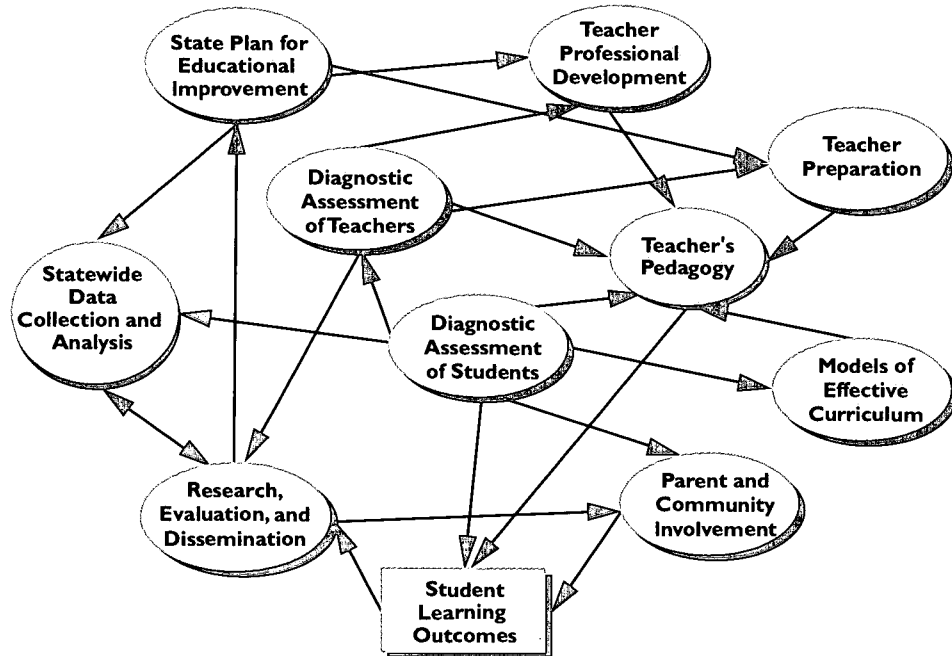 State Plan for
Educational
Improvement
Teacher
Professional
Development
Teacher
Preparation
Diagnostic
Assessment
of Teachers
Teacher's
Pedagogy
Statewide
Data
Collection and
Analysis
Diagnostic
Assessment
of Students
Models of
Effective
Curriculum
Research,
Evaluation, and
Dissemination
Parent and
Community
Involvement
Student
Learning
Outcomes